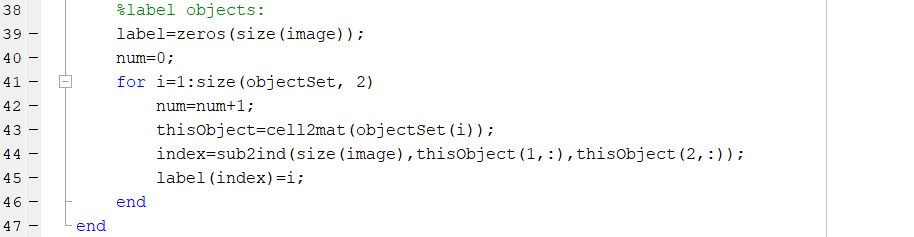 38 %label objects:
39 – label=zeros(size(image));
40 – num=0;
41 – for i=1:size(objectSet, 2)
42 – num=num+1;
43 – thisObject=cell2mat(objectSet(i));
44 – index=sub2ind(size(image),thisObject(1,:),thisObject(2,:));
45 – label(index)=i;
46 – end
47 – end